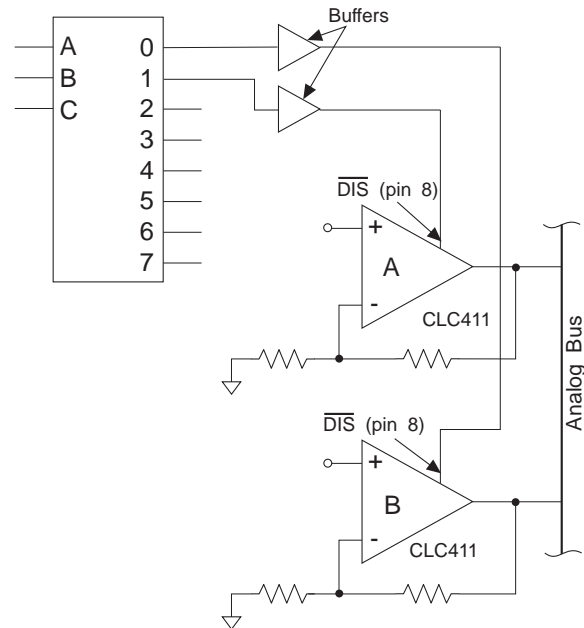 Buffers
A 0
B 1
C 2
3
4
5
6
7
DIS (pin 8)
+
A
-
CLC411
DIS (pin 8)
+
B
-
CLC411
Analog Bus